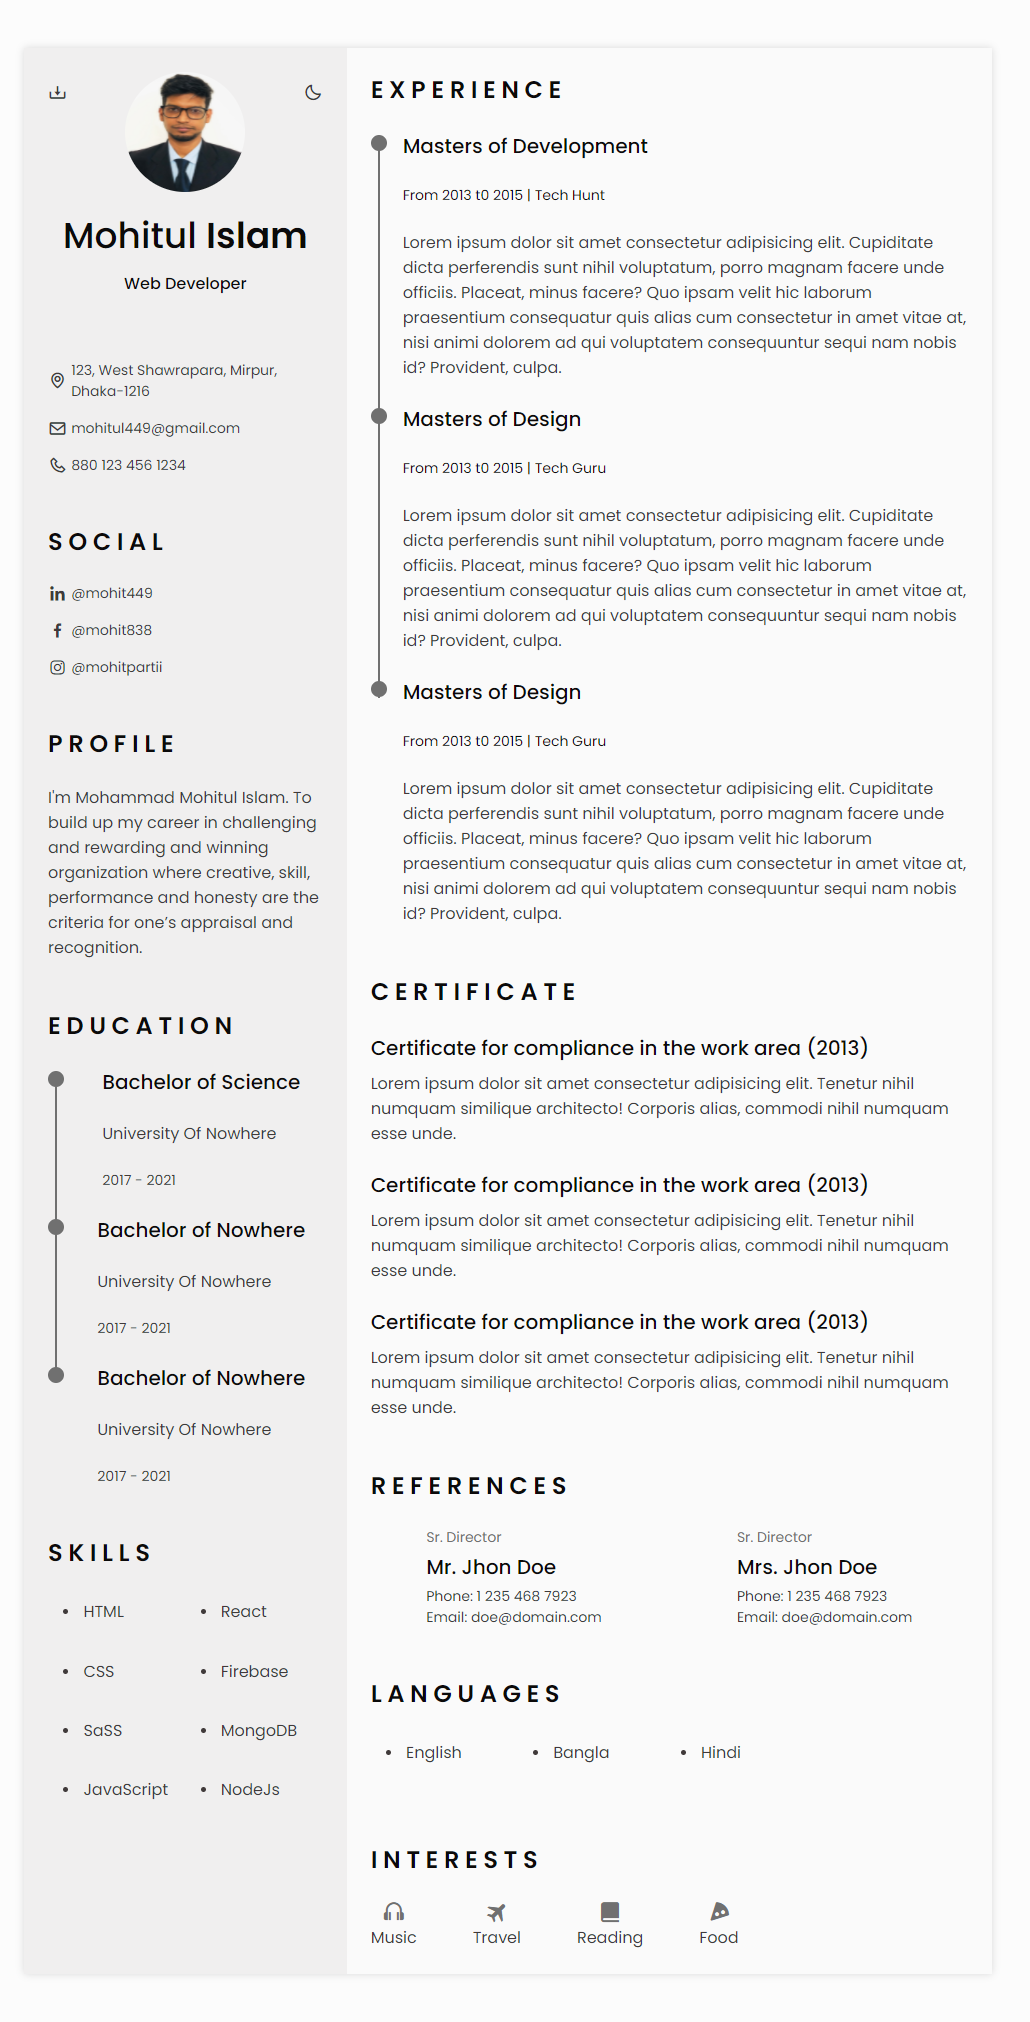 Mohitul Islam
Web Developer
123, West Shawrapara, Mirpur,
Dhaka-1216
mohitul449@gmail.com
880 123 456 1234
SOCIAL
@mohit449
@mohit838
@mohitpartii
PROFILE
I'm Mohammad Mohitul Islam. To
build up my career in challenging
and rewarding and winning
organization where creative, skill,
performance and honesty are the
criteria for one’s appraisal and
recognition.
EDUCATION
Bachelor of Science
University Of Nowhere
2017 - 2021
Bachelor of Nowhere
University Of Nowhere
2017 - 2021
Bachelor of Nowhere
University Of Nowhere
2017 - 2021
SKILLS
• HTML • React
• CSS • Firebase
• SaSS • MongoDB
• JavaScript • NodeJs
EXPERIENCE
Masters of Development
From 2013 t0 2015 | Tech Hunt
Lorem ipsum dolor sit amet consectetur adipisicing elit. Cupiditate
dicta perferendis sunt nihil voluptatum, porro magnam facere unde
officiis. Placeat, minus facere? Quo ipsam velit hic laborum
praesentium consequatur quis alias cum consectetur in amet vitae at,
nisi animi dolorem ad qui voluptatem consequuntur sequi nam nobis
id? Provident, culpa.
Masters of Design
From 2013 t0 2015 | Tech Guru
Lorem ipsum dolor sit amet consectetur adipisicing elit. Cupiditate
dicta perferendis sunt nihil voluptatum, porro magnam facere unde
officiis. Placeat, minus facere? Quo ipsam velit hic laborum
praesentium consequatur quis alias cum consectetur in amet vitae at,
nisi animi dolorem ad qui voluptatem consequuntur sequi nam nobis
id? Provident, culpa.
Masters of Design
From 2013 t0 2015 | Tech Guru
Lorem ipsum dolor sit amet consectetur adipisicing elit. Cupiditate
dicta perferendis sunt nihil voluptatum, porro magnam facere unde
officiis. Placeat, minus facere? Quo ipsam velit hic laborum
praesentium consequatur quis alias cum consectetur in amet vitae at,
nisi animi dolorem ad qui voluptatem consequuntur sequi nam nobis
id? Provident, culpa.
CERTIFICATE
Certificate for compliance in the work area (2013)
Lorem ipsum dolor sit amet consectetur adipisicing elit. Tenetur nihil
numquam similique architecto! Corporis alias, commodi nihil numquam
esse unde.
Certificate for compliance in the work area (2013)
Lorem ipsum dolor sit amet consectetur adipisicing elit. Tenetur nihil
numquam similique architecto! Corporis alias, commodi nihil numquam
esse unde.
Certificate for compliance in the work area (2013)
Lorem ipsum dolor sit amet consectetur adipisicing elit. Tenetur nihil
numquam similique architecto! Corporis alias, commodi nihil numquam
esse unde.
REFERENCES
Sr. Director
Mr. Jhon Doe
Phone: 1 235 468 7923
Email: doe@domain.com
Sr. Director
Mrs. Jhon Doe
Phone: 1 235 468 7923
Email: doe@domain.com
LANGUAGES
• English • Bangla • Hindi
INTERESTS
Music Travel Reading Food